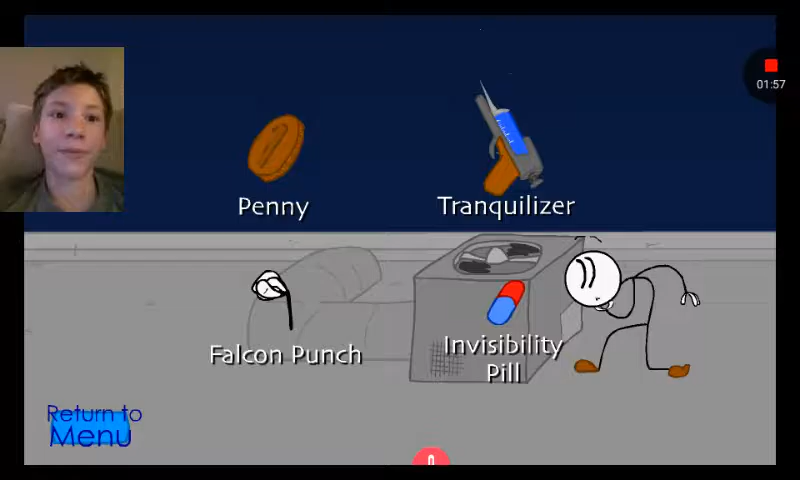 01:57
Penny
Tranquilizer
Falcon Punch
Invisibility
Pill
Return to
Menu